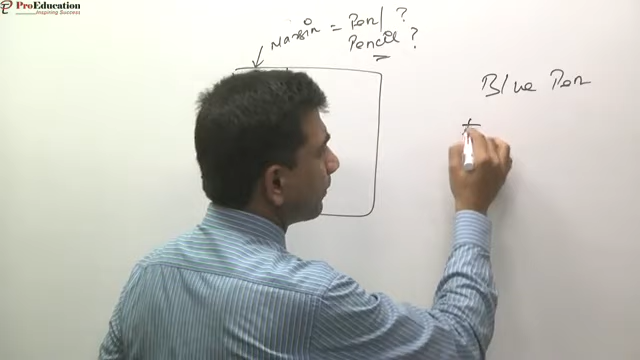 ProEducation
Inspiring Success
Margin = Pen/ ?
Pencil ?
Blue Pen